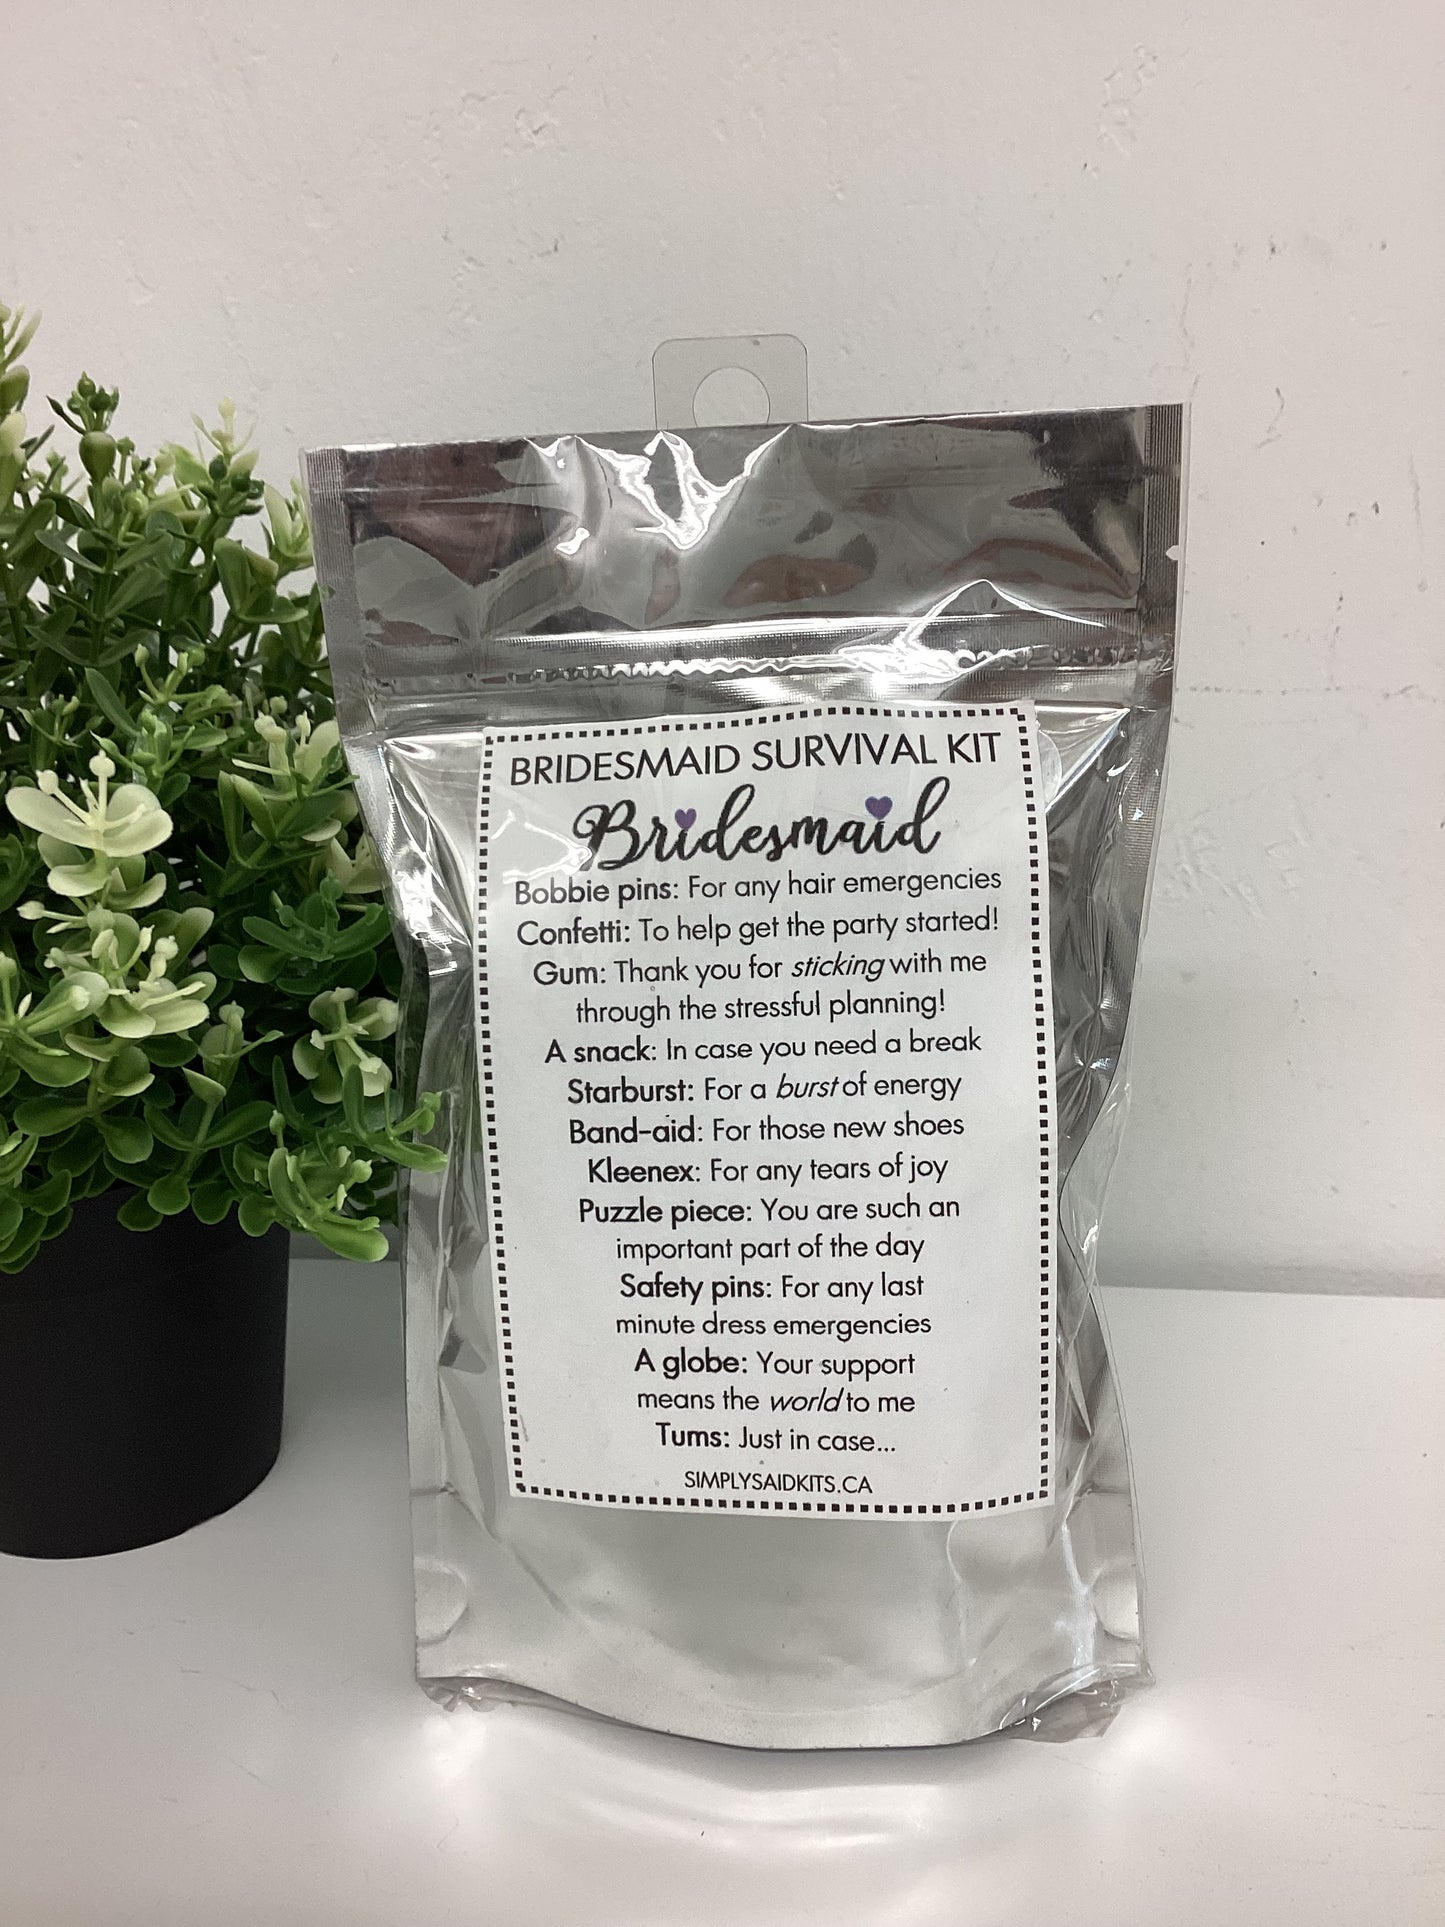 BRIDESMAID SURVIVAL KIT
Bridesmaid
Bobbie pins: For any hair emergencies
Confetti: To help get the party started!
Gum: Thank you for sticking with me
through the stressful planning!
A snack: In case you need a break
Starburst: For a burst of energy
Band-aid: For those new shoes
Kleenex: For any tears of joy
Puzzle piece: You are such an
important part of the day
Safety pins: For any last
minute dress emergencies
A globe: Your support
means the world to me
Tums: Just in case...
SIMPLYSAIDKITS.CA